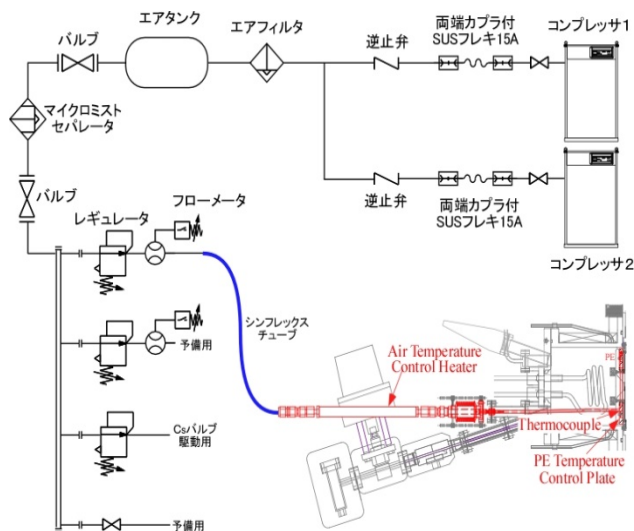 エアタンク
エアフィルタ
バルブ
逆止弁
両端カプラ付
SUSフレキ15A
コンプレッサ1
マイクロミスト
セパレータ
バルブ
レギュレータ
フローメータ
逆止弁
両端カプラ付
SUSフレキ15A
コンプレッサ2
シンフレックス
チューブ
予備用
Air Temperature
Control Heater
PE
Csバルブ
駆動用
Thermocouple
PE Temperature
Control Plate
予備用